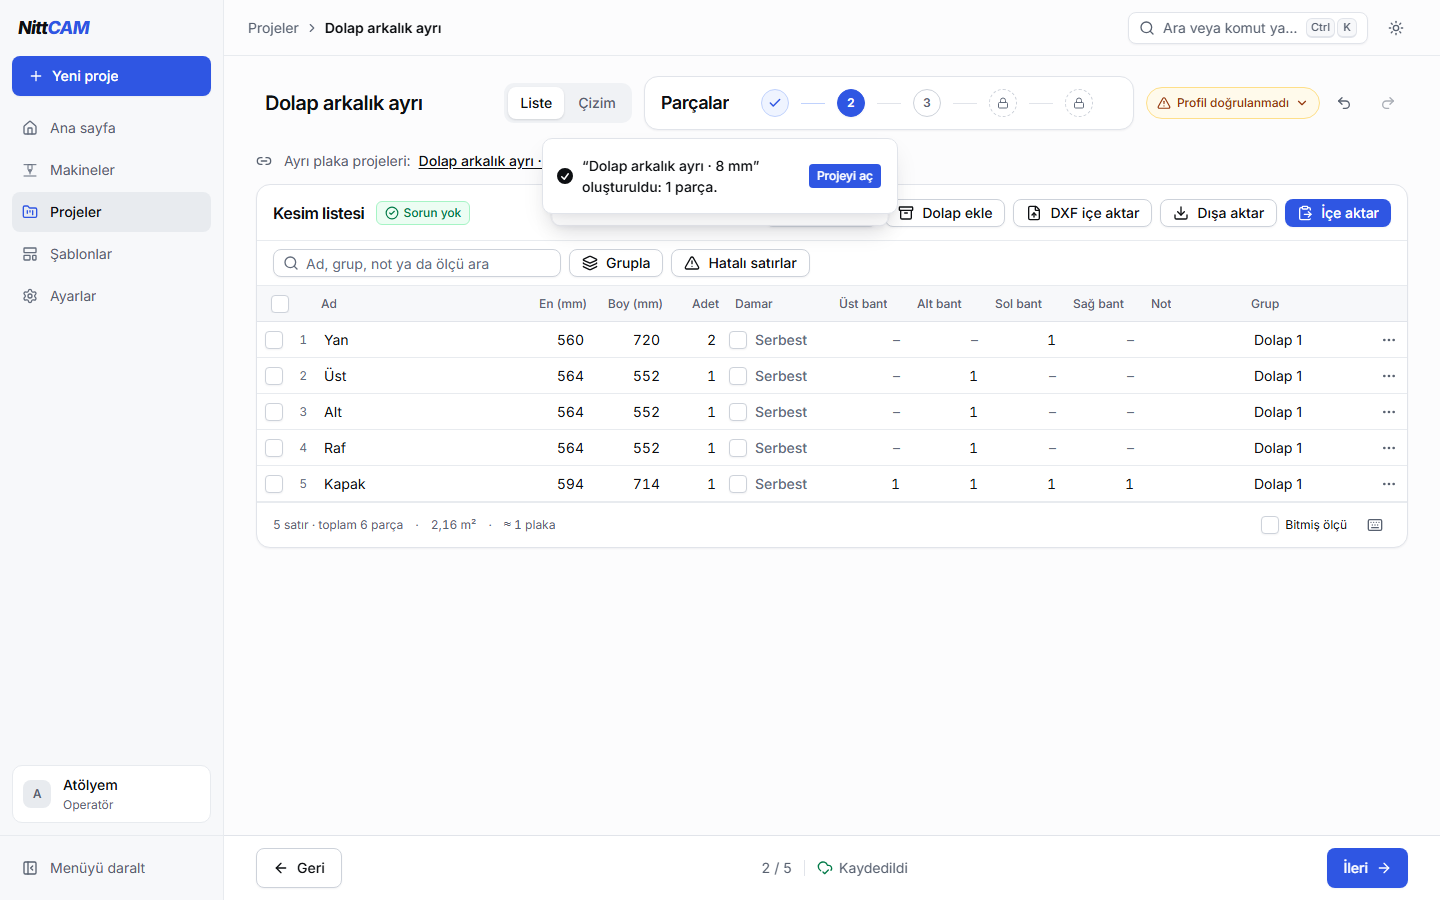 NittCAM
Yeni proje
Ana sayfa
Makineler
Projeler
Şablonlar
Ayarlar
A
Atölyem
Operatör
Menüyü daralt
Projeler > Dolap arkalık ayrı
Ara veya komut ya... Ctrl K
Dolap arkalık ayrı
Liste Çizim
Parçalar 2 3
Profil doğrulanmadı
Ayrı plaka projeleri: Dolap arkalık ayrı ·
“Dolap arkalık ayrı · 8 mm”
oluşturuldu: 1 parça.
Projeyi aç
Kesim listesi Sorun yok
Dolap ekle DXF içe aktar Dışa aktar İçe aktar
Ad, grup, not ya da ölçü ara Grupla Hatalı satırlar
Ad En (mm) Boy (mm) Adet Damar Üst bant Alt bant Sol bant Sağ bant Not Grup
1 Yan 560 720 2 Serbest – – 1 – Dolap 1 ···
2 Üst 564 552 1 Serbest – 1 – – Dolap 1 ···
3 Alt 564 552 1 Serbest – 1 – – Dolap 1 ···
4 Raf 564 552 1 Serbest – 1 – – Dolap 1 ···
5 Kapak 594 714 1 Serbest 1 1 1 1 Dolap 1 ···
5 satır · toplam 6 parça · 2,16 m² · ≈ 1 plaka
Bitmiş ölçü
Geri
2 / 5 Kaydedildi
İleri